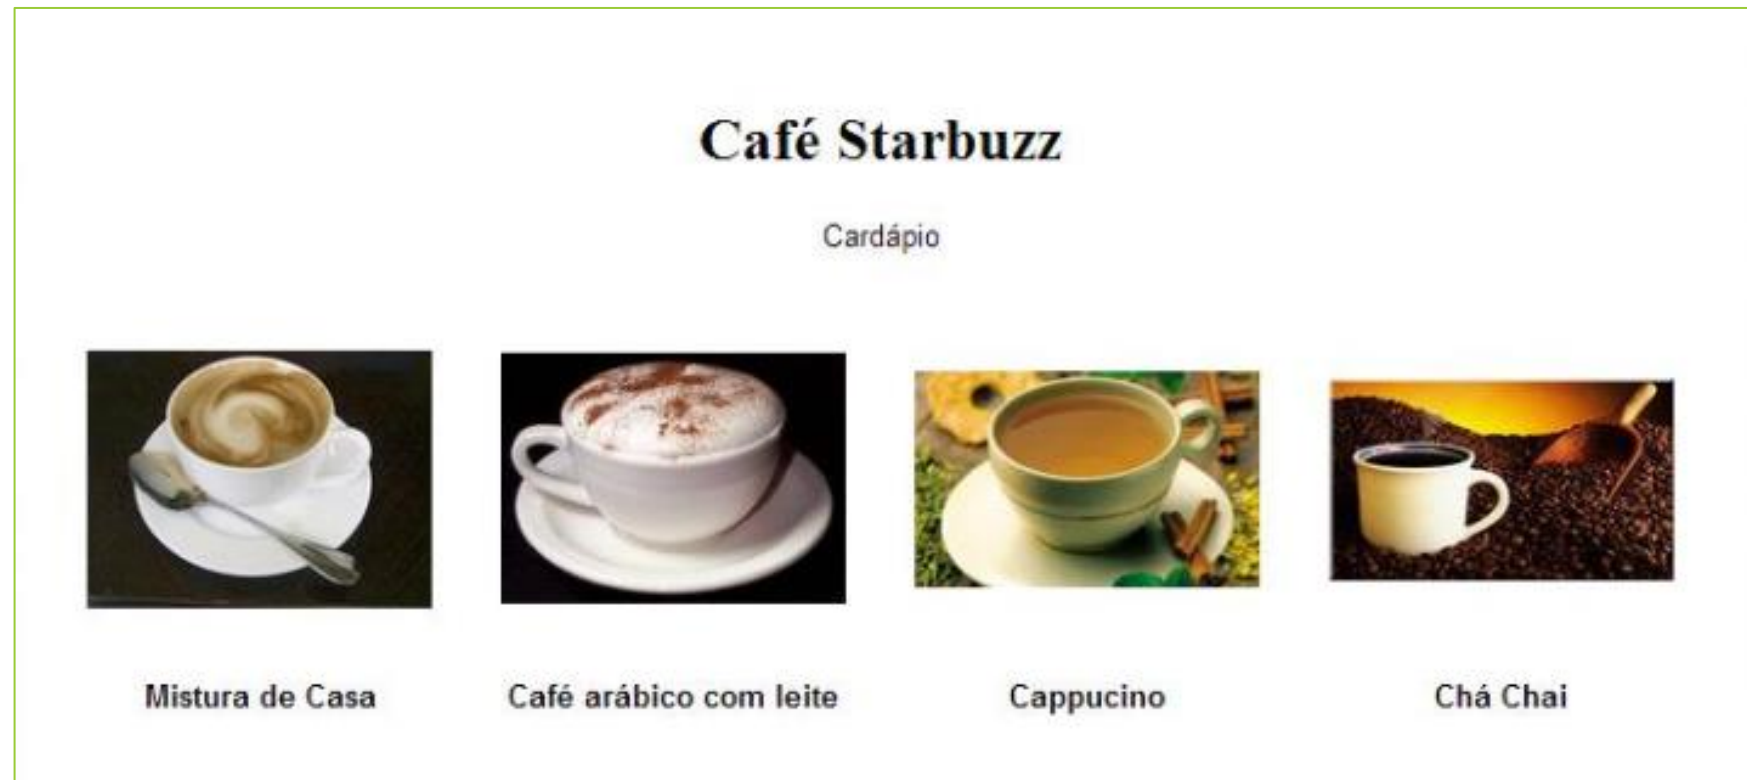 Café Starbuzz
Cardápio
Mistura de Casa
Café arábico com leite
Cappucino
Chá Chai